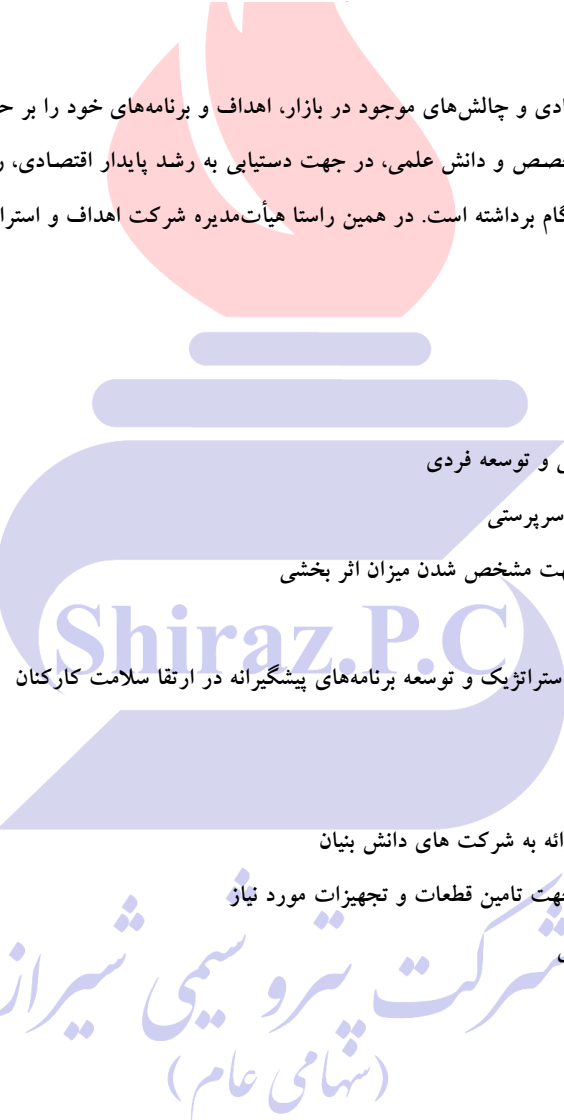 ادی و چالش‌های موجود در بازار، اهداف و برنامه‌های خود را بر
خصص و دانش علمی، در جهت دستیابی به رشد پایدار اقتصادی،
گام برداشته است. در همین راستا هیأت‌مدیره شرکت اهداف و
و توسعه فردی
سرپرستی
هت مشخص شدن میزان اثر بخشی
Shiraz.P.C
ستراتژیک و توسعه برنامه‌های پیشگیرانه در ارتقا سلامت کارکنان
ائه به شرکت های دانش بنیان
جهت تامین قطعات و تجهیزات مورد نیاز
شرکت پتروشیمی شیراز
(سهامی عام)